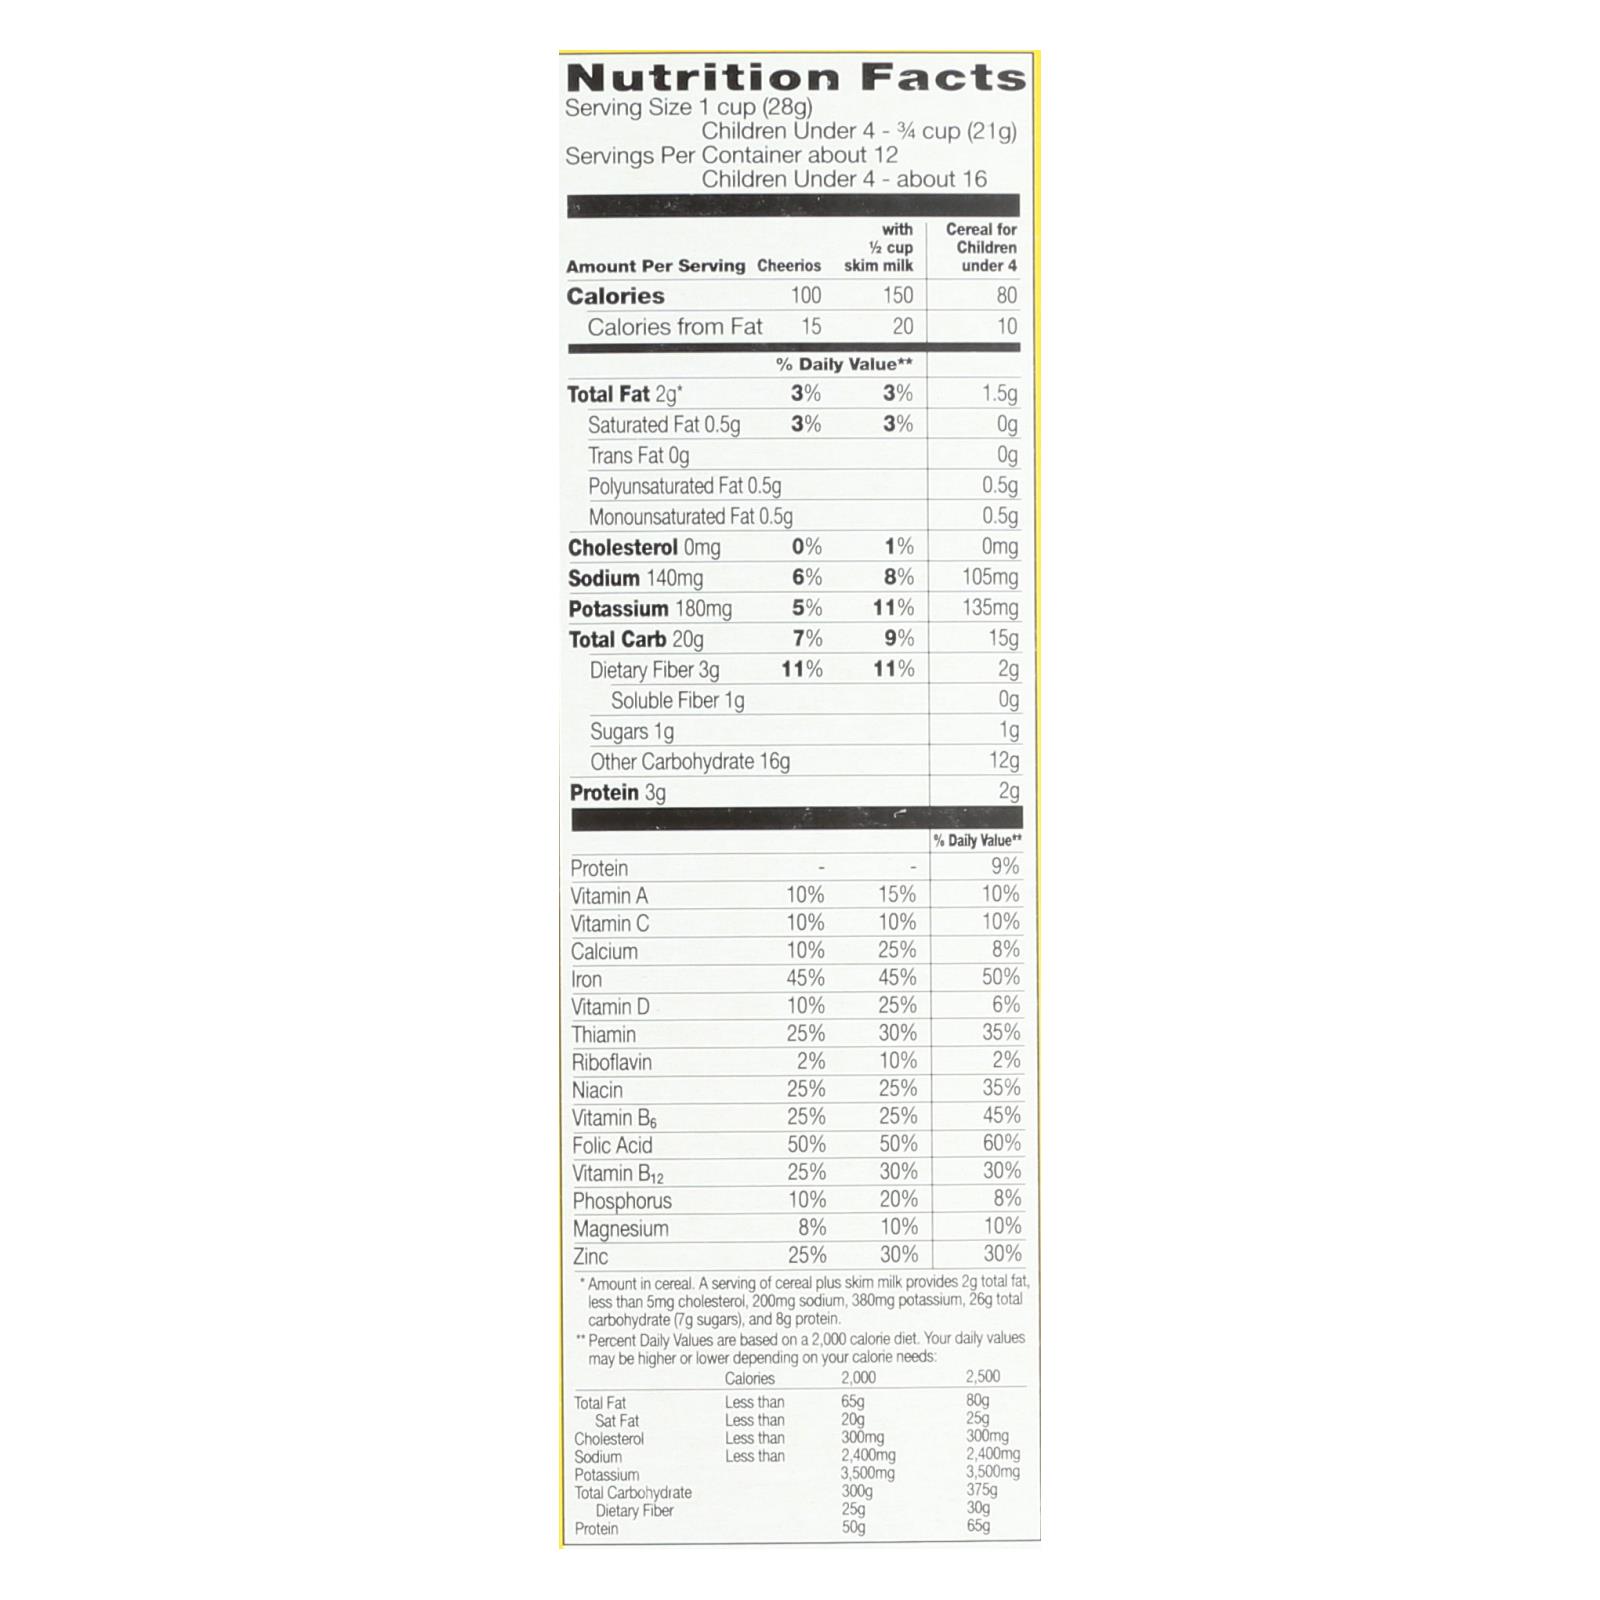 Nutrition Facts
Serving Size 1 cup (28g)
Children Under 4 - ¾ cup (21g)
Servings Per Container about 12
Children Under 4 - about 16
with Cereal for
½ cup Children
Amount Per Serving Cheerios skim milk under 4
Calories 100 150 80
Calories from Fat 15 20 10
% Daily Value**
Total Fat 2g* 3% 3% 1.5g
Saturated Fat 0.5g 3% 3% 0g
Trans Fat 0g 0g
Polyunsaturated Fat 0.5g 0.5g
Monounsaturated Fat 0.5g 0.5g
Cholesterol 0mg 0% 1% 0mg
Sodium 140mg 6% 8% 105mg
Potassium 180mg 5% 11% 135mg
Total Carb 20g 7% 9% 15g
Dietary Fiber 3g 11% 11% 2g
Soluble Fiber 1g 0g
Sugars 1g 1g
Other Carbohydrate 16g 12g
Protein 3g 2g
% Daily Value**
Protein - - 9%
Vitamin A 10% 15% 10%
Vitamin C 10% 10% 10%
Calcium 10% 25% 8%
Iron 45% 45% 50%
Vitamin D 10% 25% 6%
Thiamin 25% 30% 35%
Riboflavin 2% 10% 2%
Niacin 25% 25% 35%
Vitamin B₆ 25% 25% 45%
Folic Acid 50% 50% 60%
Vitamin B₁₂ 25% 30% 30%
Phosphorus 10% 20% 8%
Magnesium 8% 10% 10%
Zinc 25% 30% 30%
* Amount in cereal. A serving of cereal plus skim milk provides 2g total fat,
less than 5mg cholesterol, 200mg sodium, 380mg potassium, 26g total
carbohydrate (7g sugars), and 8g protein.
** Percent Daily Values are based on a 2,000 calorie diet. Your daily values
may be higher or lower depending on your calorie needs:
Calories 2,000 2,500
Total Fat Less than 65g 80g
Sat Fat Less than 20g 25g
Cholesterol Less than 300mg 300mg
Sodium Less than 2,400mg 2,400mg
Potassium 3,500mg 3,500mg
Total Carbohydrate 300g 375g
Dietary Fiber 25g 30g
Protein 50g 65g